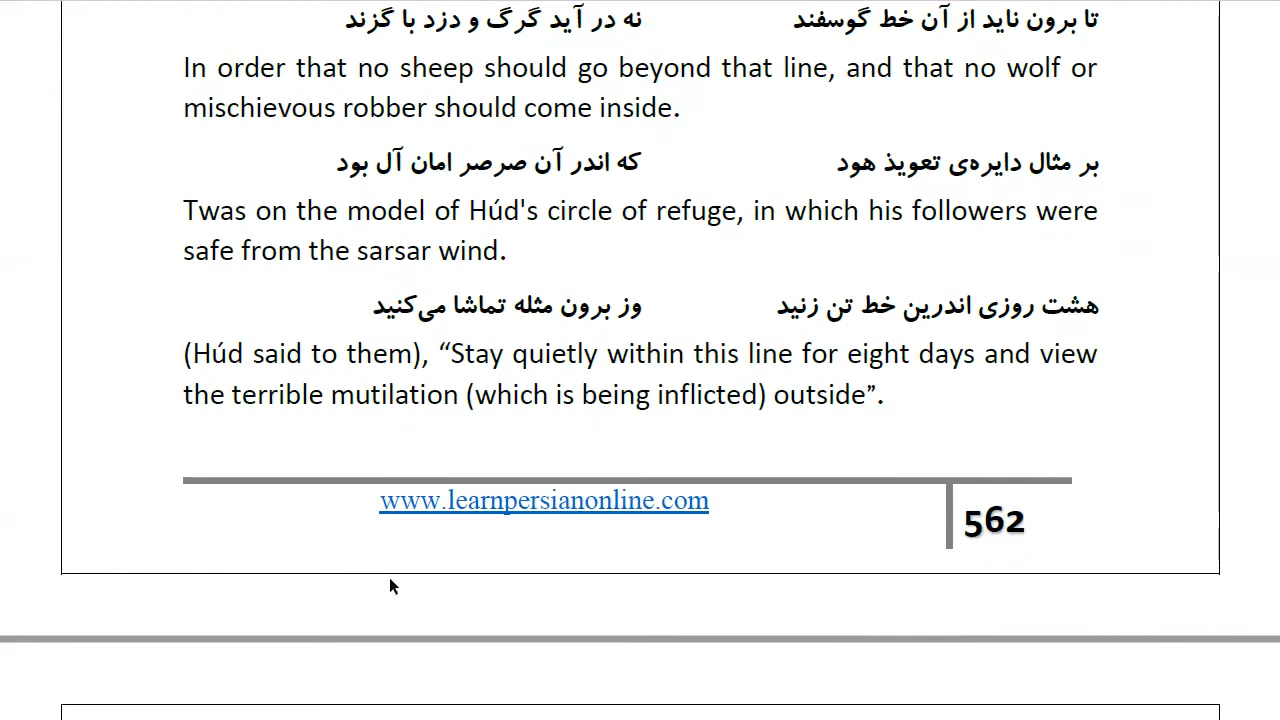 تا برون ناید از آن خط گوسفند نه در آید گرگ و دزد با گزند
In order that no sheep should go beyond that line, and that no wolf or
mischievous robber should come inside.
بر مثال دایره‌ی تعویذ هود که اندر آن صرصر امان آل بود
Twas on the model of Húd's circle of refuge, in which his followers were
safe from the sarsar wind.
هشت روزی اندرین خط تن زنید وز برون مثله تماشا می‌کنید
(Húd said to them), “Stay quietly within this line for eight days and view
the terrible mutilation (which is being inflicted) outside”.
www.learnpersianonline.com
562